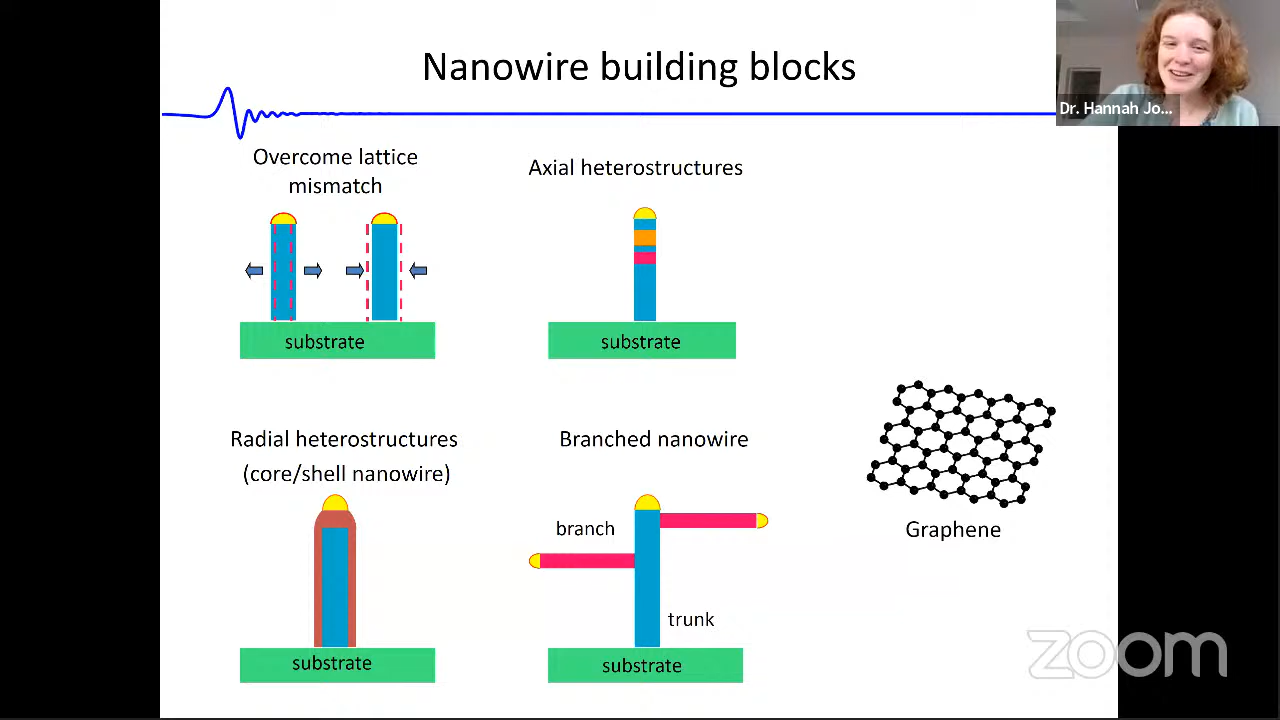 Nanowire building blocks
Dr. Hannah Jo...
Overcome lattice
mismatch
substrate
Axial heterostructures
substrate
Radial heterostructures
(core/shell nanowire)
substrate
Branched nanowire
branch
trunk
substrate
Graphene
zoom